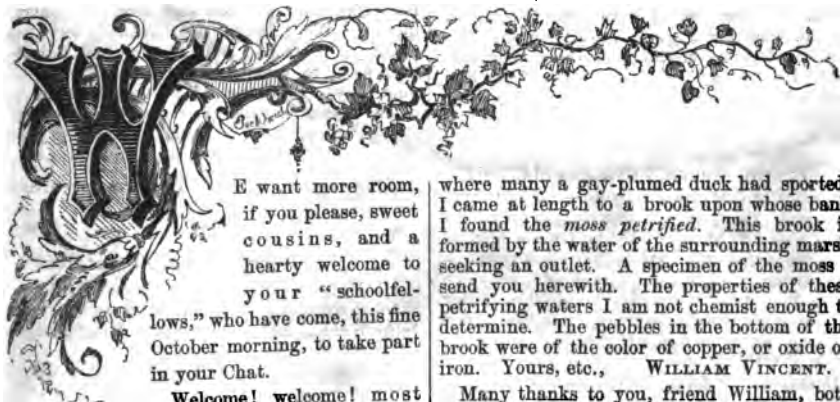 WE want more room,
if you please, sweet
cousins, and a
hearty welcome to
your "schoolfel-
lows," who have come, this fine
October morning, to take part
in your Chat.
Welcome! welcome! most
where many a gay-plumed duck had sported
I came at length to a brook upon whose ban
I found the moss petrified. This brook i
formed by the water of the surrounding mars
seeking an outlet. A specimen of the moss
send you herewith. The properties of thes
petrifying waters I am not chemist enough t
determine. The pebbles in the bottom of th
brook were of the color of copper, or oxide o
iron. Yours, etc., WILLIAM VINCENT.
Many thanks to you, friend William, bot